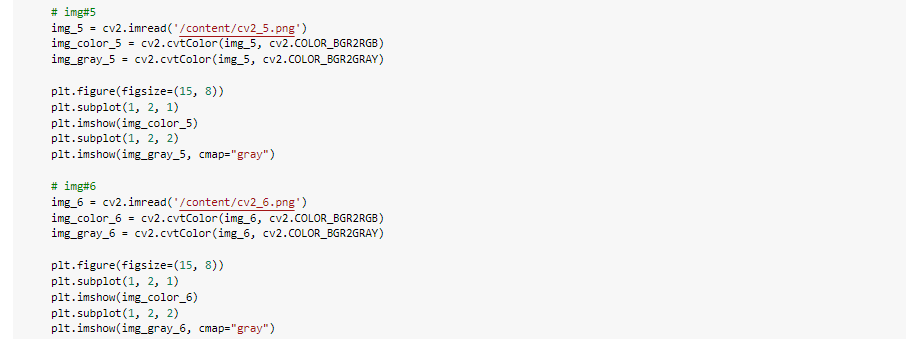 # img#5
img_5 = cv2.imread('/content/cv2_5.png')
img_color_5 = cv2.cvtColor(img_5, cv2.COLOR_BGR2RGB)
img_gray_5 = cv2.cvtColor(img_5, cv2.COLOR_BGR2GRAY)
plt.figure(figsize=(15, 8))
plt.subplot(1, 2, 1)
plt.imshow(img_color_5)
plt.subplot(1, 2, 2)
plt.imshow(img_gray_5, cmap="gray")
# img#6
img_6 = cv2.imread('/content/cv2_6.png')
img_color_6 = cv2.cvtColor(img_6, cv2.COLOR_BGR2RGB)
img_gray_6 = cv2.cvtColor(img_6, cv2.COLOR_BGR2GRAY)
plt.figure(figsize=(15, 8))
plt.subplot(1, 2, 1)
plt.imshow(img_color_6)
plt.subplot(1, 2, 2)
plt.imshow(img_gray_6, cmap="gray")